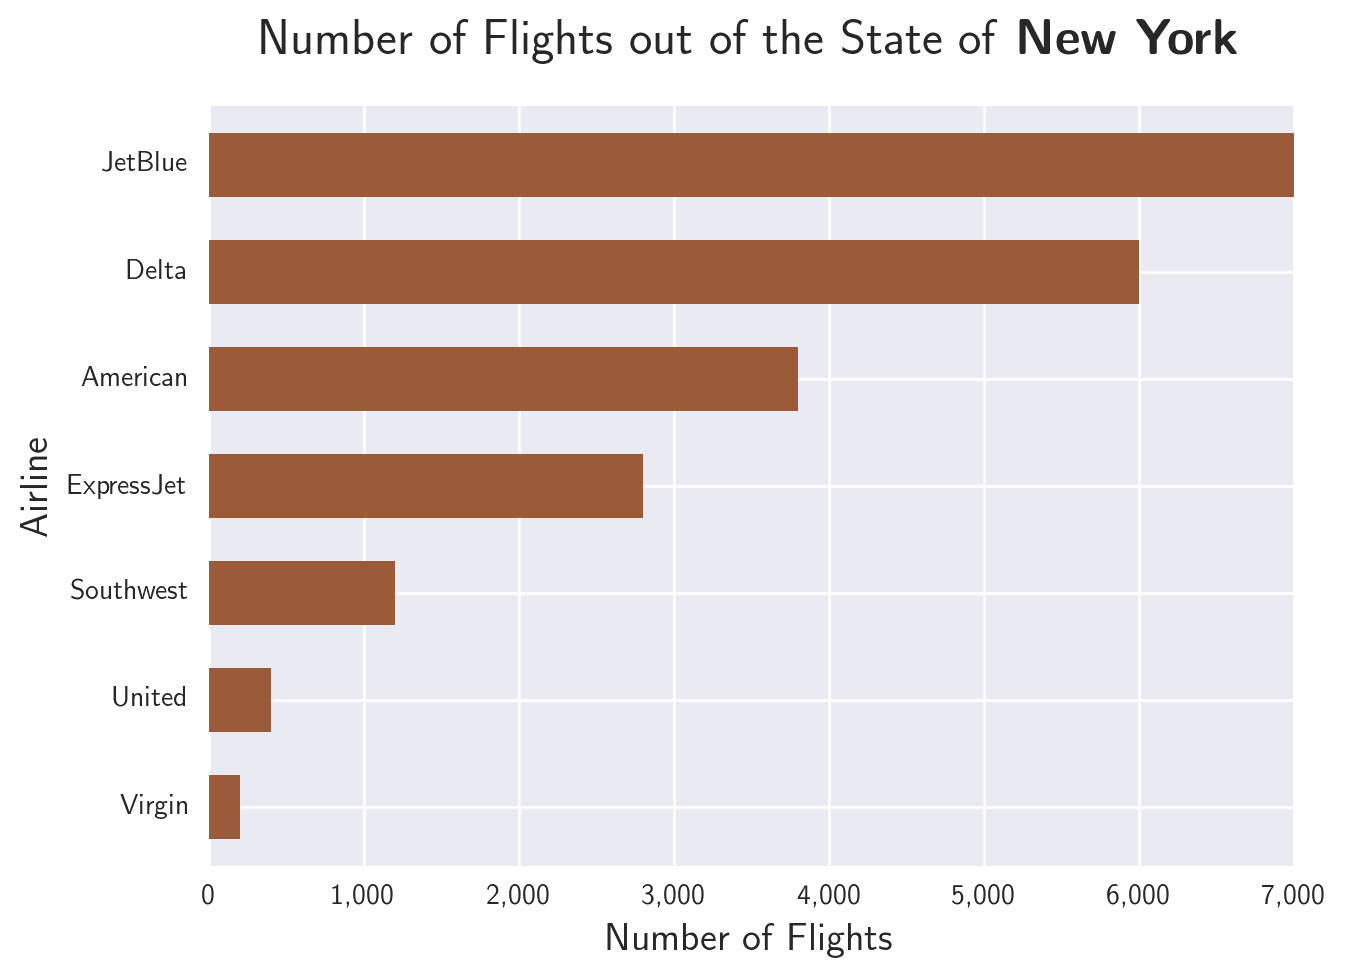 Number of Flights out of the State of New York
Airline
JetBlue
Delta
American
ExpressJet
Southwest
United
Virgin
0 1,000 2,000 3,000 4,000 5,000 6,000 7,000
Number of Flights